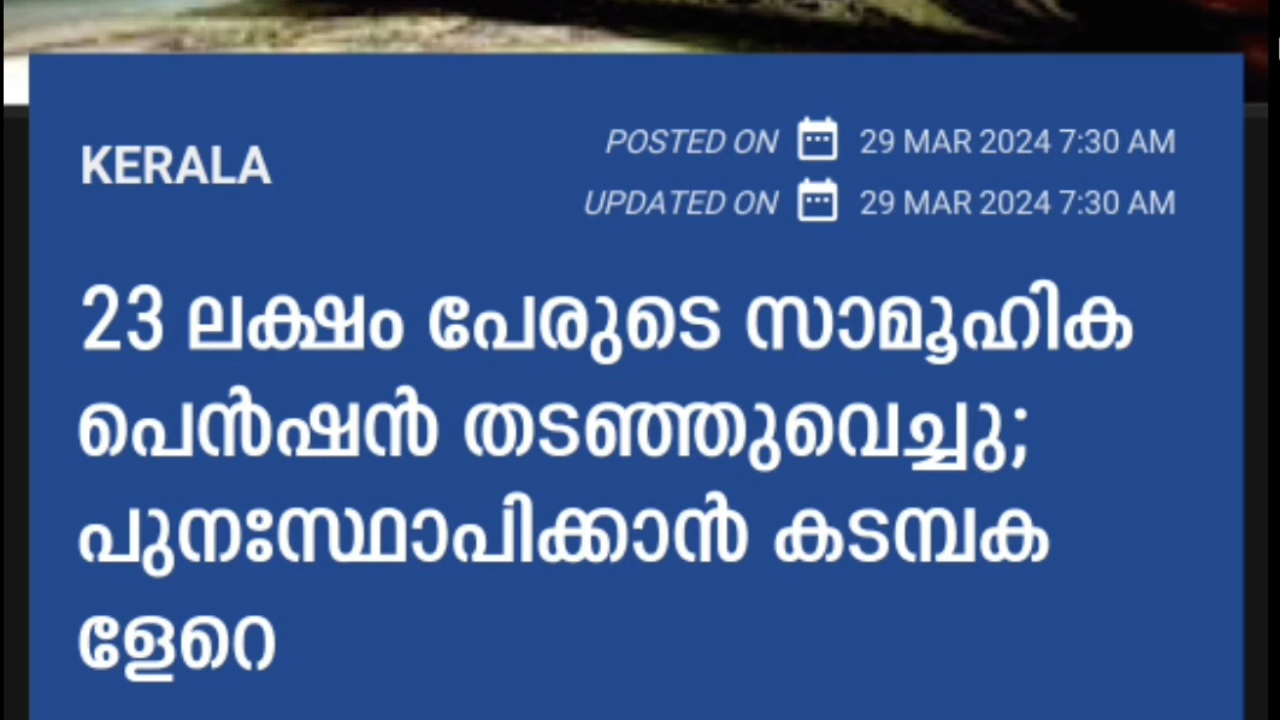 KERALA
POSTED ON 29 MAR 2024 7:30 AM
UPDATED ON 29 MAR 2024 7:30 AM
23 ലക്ഷം പേരുടെ സാമൂഹിക
പെൻഷൻ തടഞ്ഞുവെച്ചു;
പുനഃസ്ഥാപിക്കാൻ കടമ്പക
ളേറെ